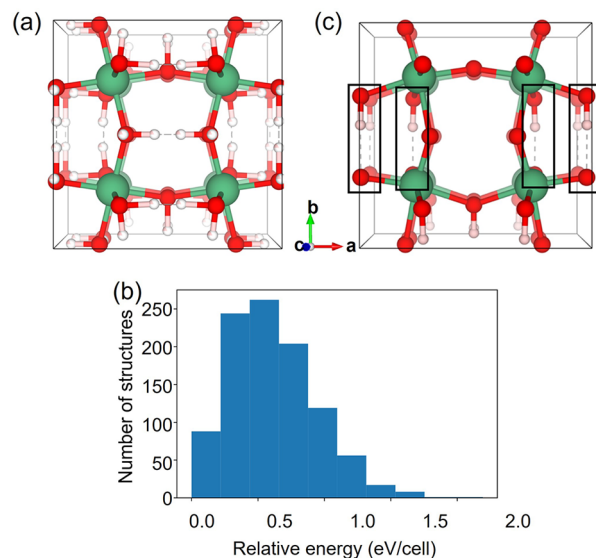 (a)
(c)
b
c
a
(b)
Number of structures
250
200
150
100
50
0
0.0 0.5 1.0 1.5 2.0
Relative energy (eV/cell)